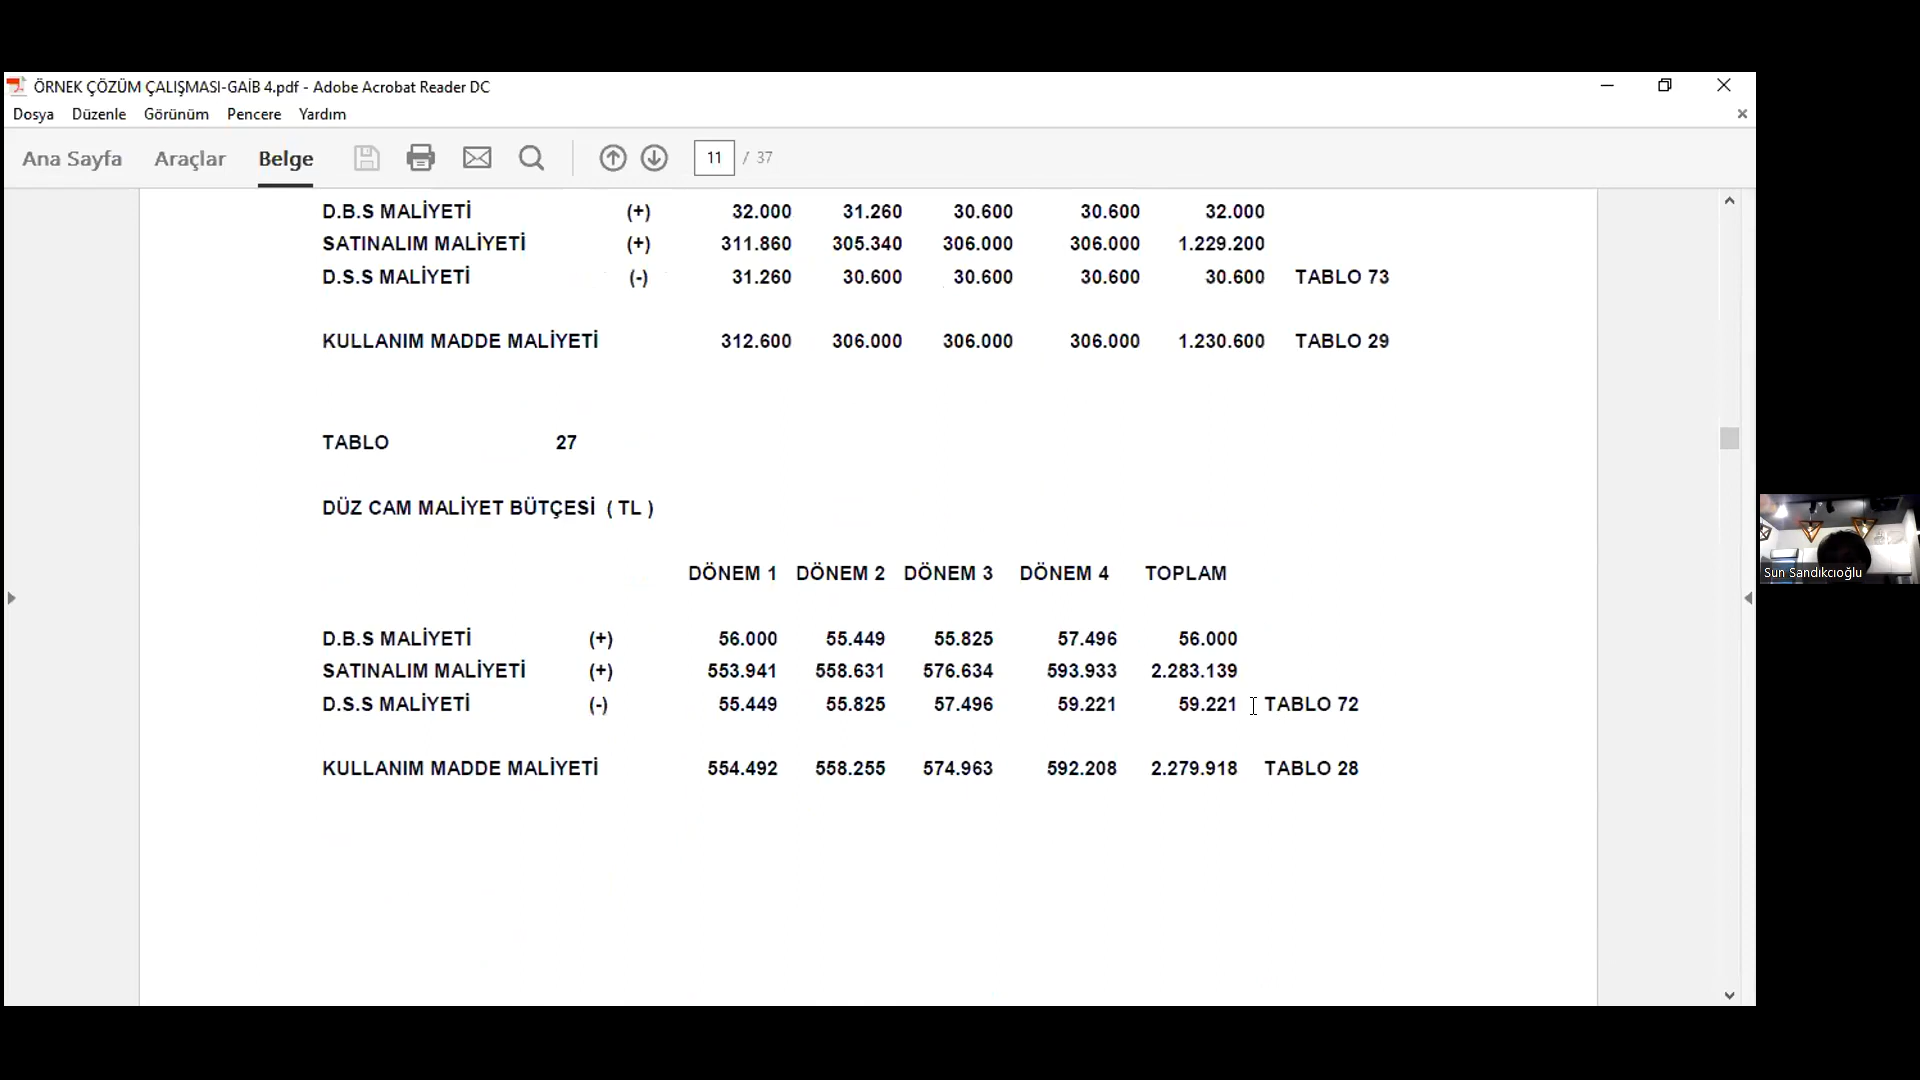 ÖRNEK ÇÖZÜM ÇALIŞMASI-GAİB 4.pdf - Adobe Acrobat Reader DC
Dosya Düzenle Görünüm Pencere Yardım
Ana Sayfa Araçlar Belge 11 / 37
D.B.S MALİYETİ (+) 32.000 31.260 30.600 30.600 32.000
SATINALIM MALİYETİ (+) 311.860 305.340 306.000 306.000 1.229.200
D.S.S MALİYETİ (-) 31.260 30.600 30.600 30.600 30.600 TABLO 73
KULLANIM MADDE MALİYETİ 312.600 306.000 306.000 306.000 1.230.600 TABLO 29
TABLO 27
DÜZ CAM MALİYET BÜTÇESİ ( TL )
DÖNEM 1 DÖNEM 2 DÖNEM 3 DÖNEM 4 TOPLAM
D.B.S MALİYETİ (+) 56.000 55.449 55.825 57.496 56.000
SATINALIM MALİYETİ (+) 553.941 558.631 576.634 593.933 2.283.139
D.S.S MALİYETİ (-) 55.449 55.825 57.496 59.221 59.221 TABLO 72
KULLANIM MADDE MALİYETİ 554.492 558.255 574.963 592.208 2.279.918 TABLO 28
Sun Sandıkcıoğlu